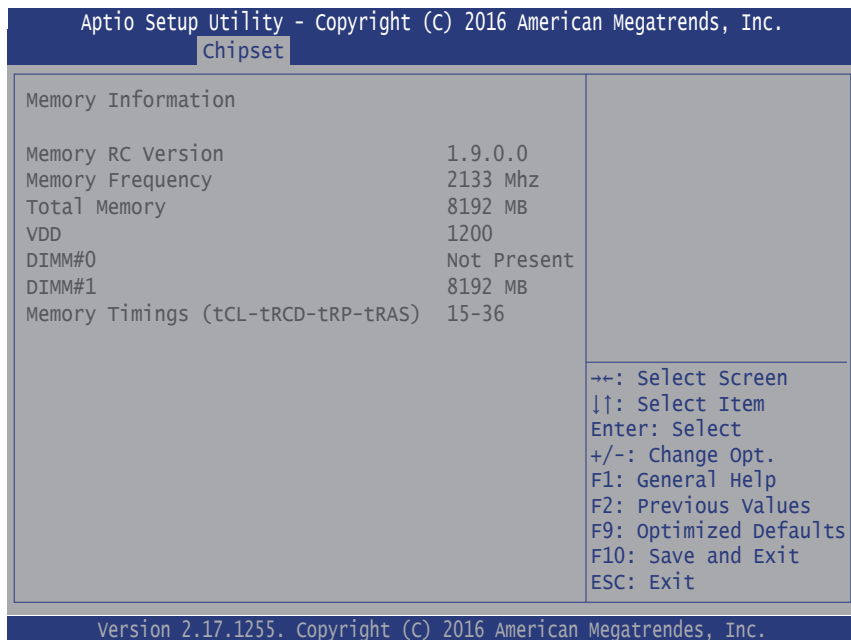 Aptio Setup Utility - Copyright (C) 2016 American Megatrends, Inc.
Chipset
Memory Information
Memory RC Version 1.9.0.0
Memory Frequency 2133 Mhz
Total Memory 8192 MB
VDD 1200
DIMM#0 Not Present
DIMM#1 8192 MB
Memory Timings (tCL-tRCD-tRP-tRAS) 15-36
→←: Select Screen
↓↑: Select Item
Enter: Select
+/-: Change Opt.
F1: General Help
F2: Previous Values
F9: Optimized Defaults
F10: Save and Exit
ESC: Exit
Version 2.17.1255. Copyright (C) 2016 American Megatrendes, Inc.